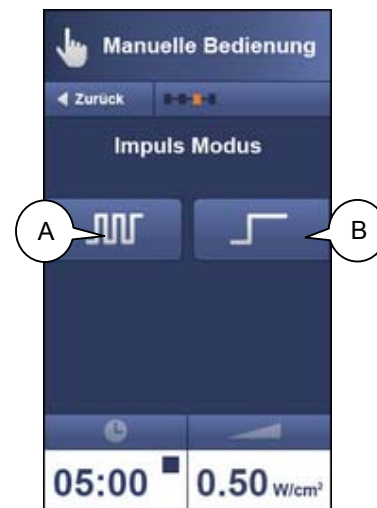 Manuelle Bedienung
Zurück
Impuls Modus
A
B
05:00
0.50 W/cm²